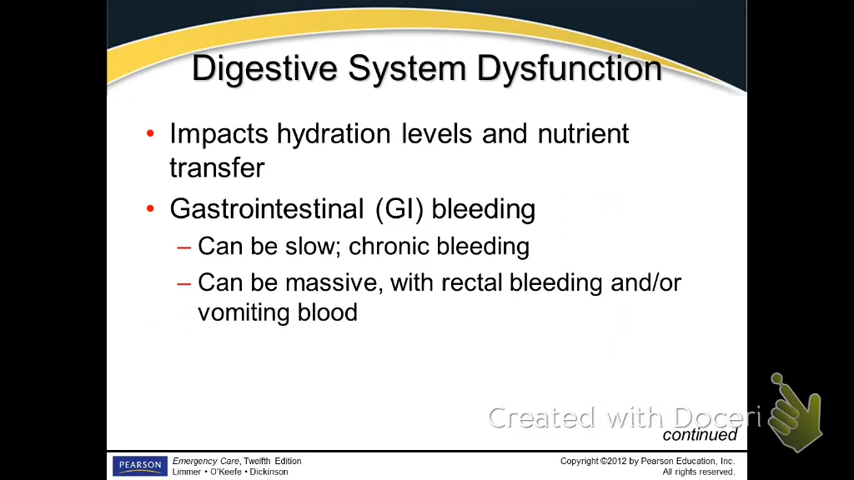 Digestive System Dysfunction
• Impacts hydration levels and nutrient
transfer
• Gastrointestinal (GI) bleeding
– Can be slow; chronic bleeding
– Can be massive, with rectal bleeding and/or
vomiting blood
Created with Doceri
continued
PEARSON
Emergency Care, Twelfth Edition
Limmer • O'Keefe • Dickinson
Copyright ©2012 by Pearson Education, Inc.
All rights reserved.